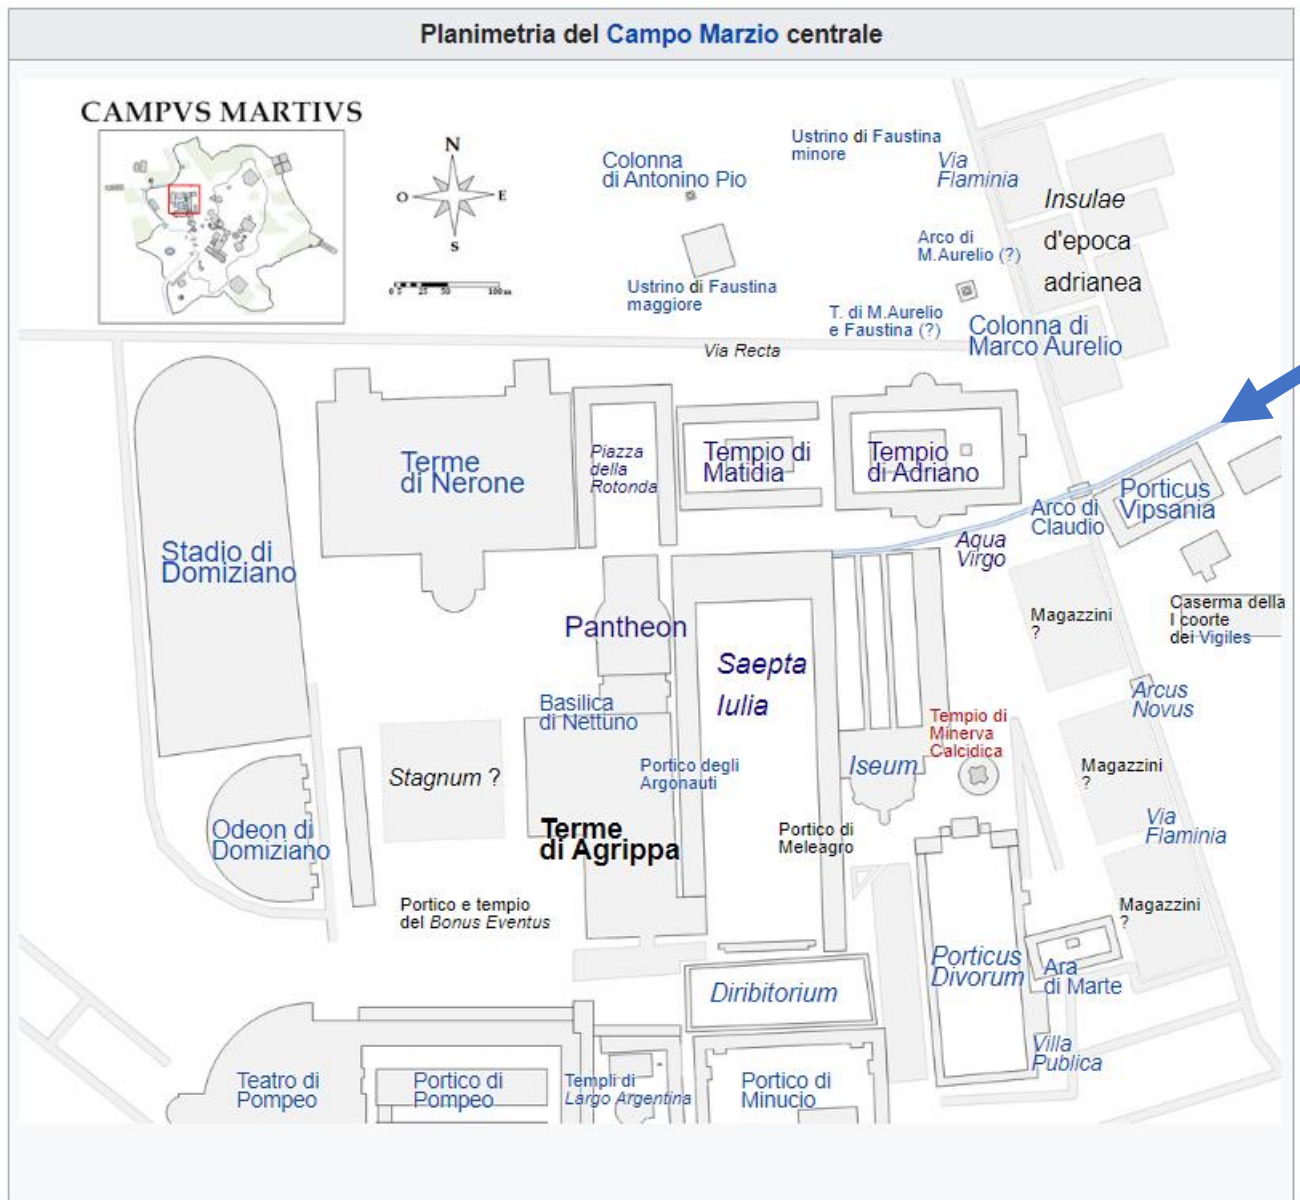 Planimetria del Campo Marzio centrale
CAMPVS MARTIVS
N
O
E
S
0 5 25 50 100m
Colonna
di Antonino Pio
Ustrino di Faustina
minore
Via
Flaminia
Insulae
d'epoca
adrianea
Arco di
M.Aurelio (?)
Ustrino di Faustina
maggiore
T. di M.Aurelio
e Faustina (?)
Colonna di
Marco Aurelio
Via Recta
Terme
di Nerone
Piazza
della
Rotonda
Tempio di
Matidia
Tempio
di Adriano
Arco di
Claudio
Porticus
Vipsania
Stadio di
Domiziano
Aqua
Virgo
Pantheon
Magazzini
?
Caserma della
I coorte
dei Vigiles
Saepta
Iulia
Basilica
di Nettuno
Arcus
Novus
Tempio di
Minerva
Calcidica
Stagnum ?
Portico degli
Argonauti
Iseum
Magazzini
?
Odeon di
Domiziano
Terme
di Agrippa
Portico di
Meleagro
Via
Flaminia
Portico e tempio
del Bonus Eventus
Magazzini
?
Porticus
Divorum
Ara
di Marte
Diribitorium
Villa
Publica
Teatro di
Pompeo
Portico di
Pompeo
Templi di
Largo Argentina
Portico di
Minucio